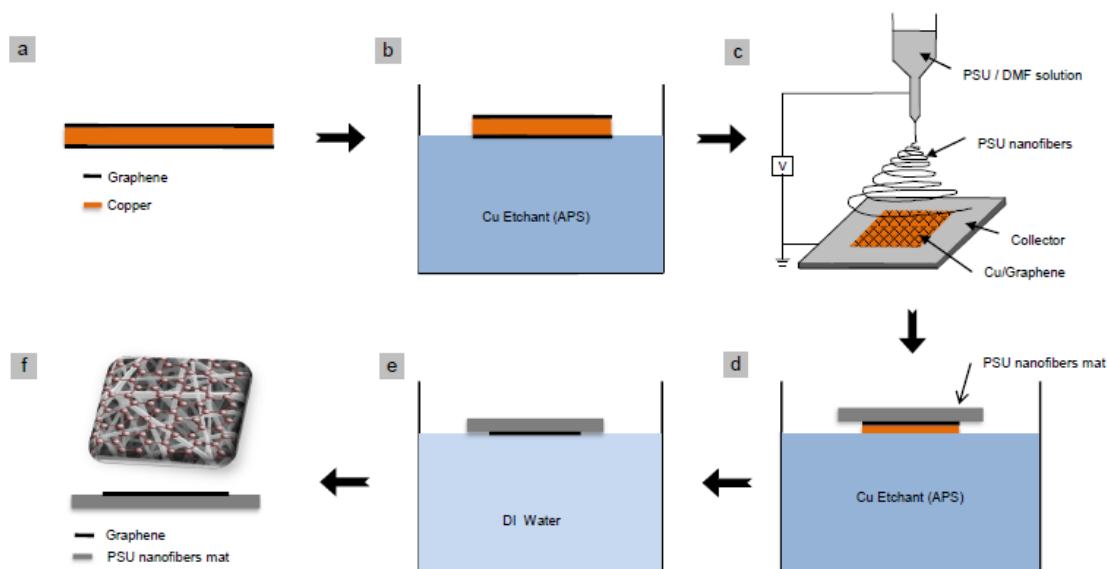 a
Graphene
Copper
b
Cu Etchant (APS)
c
PSU / DMF solution
PSU nanofibers
V
Collector
Cu/Graphene
d
PSU nanofibers mat
Cu Etchant (APS)
e
DI Water
f
Graphene
PSU nanofibers mat